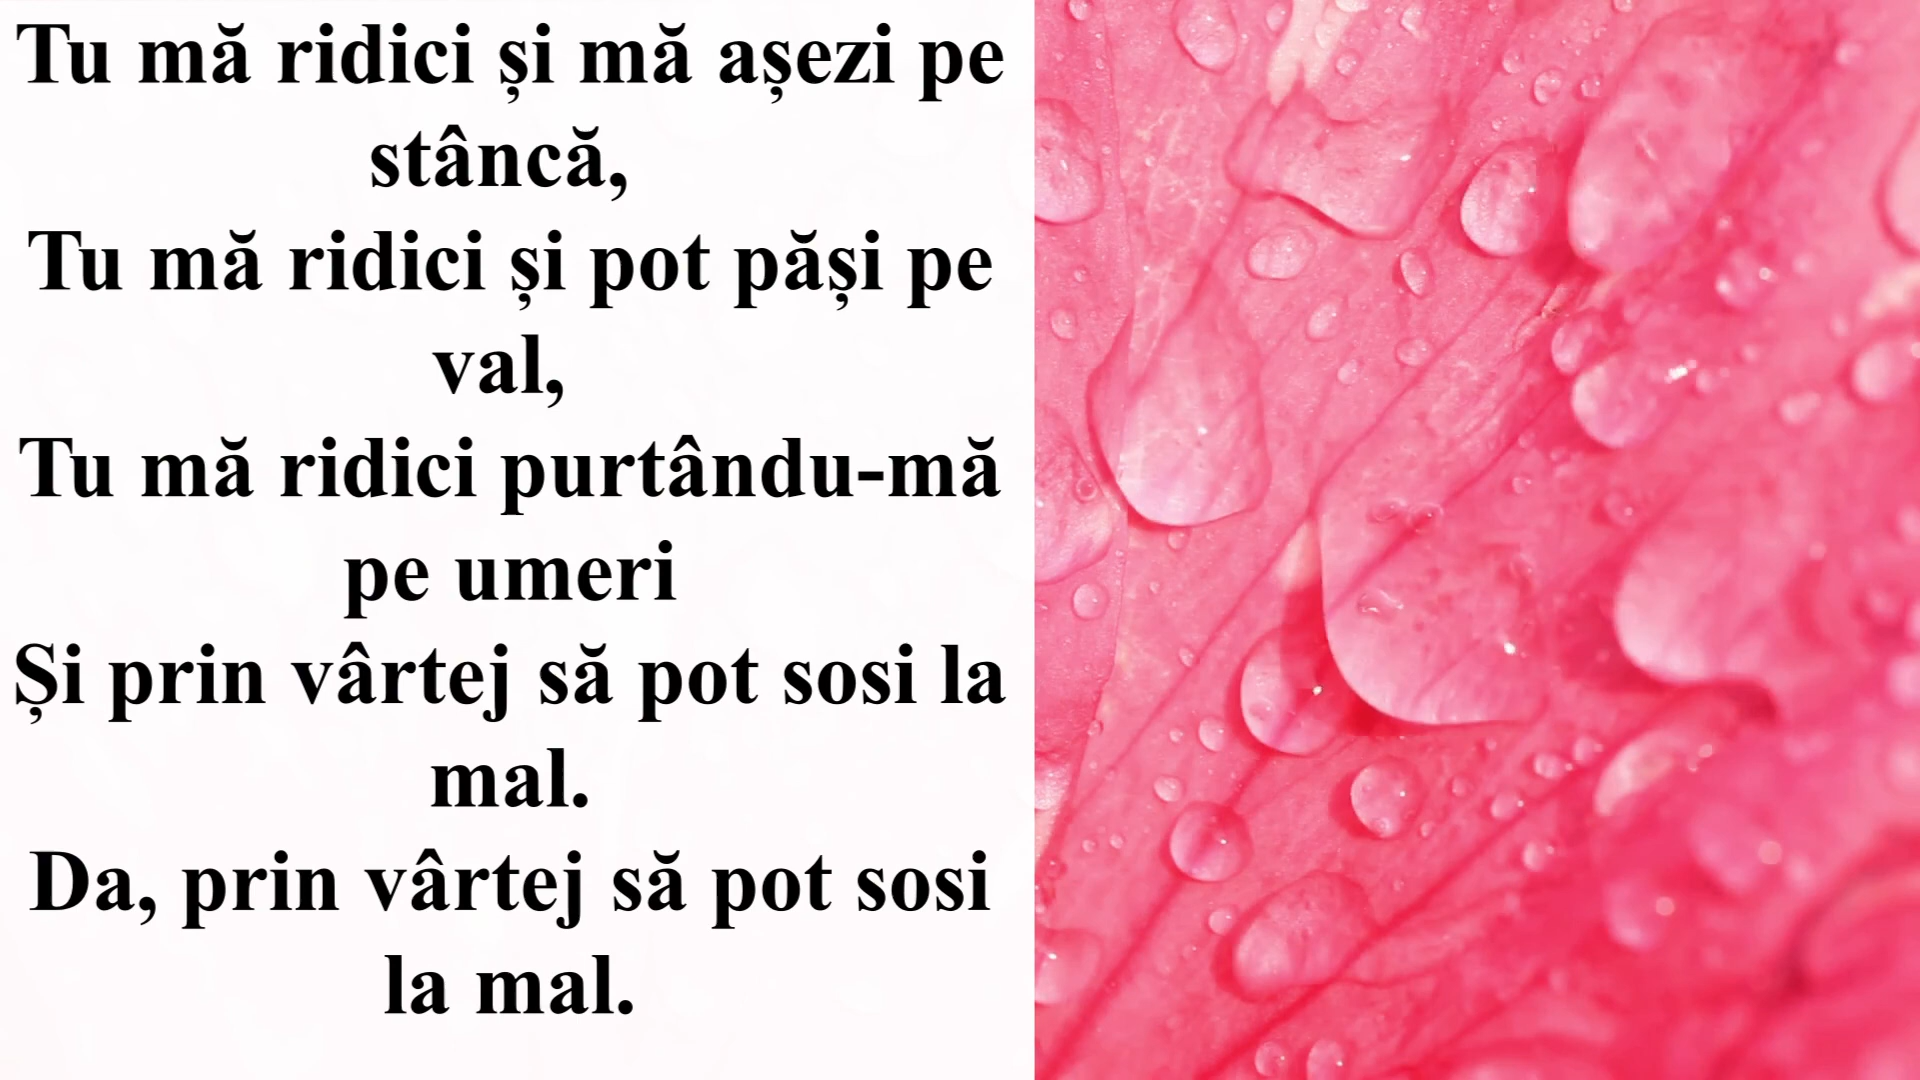 Tu mă ridici și mă așezi pe
stâncă,
Tu mă ridici și pot păși pe
val,
Tu mă ridici purtându-mă
pe umeri
Și prin vârtej să pot sosi la
mal.
Da, prin vârtej să pot sosi
la mal.